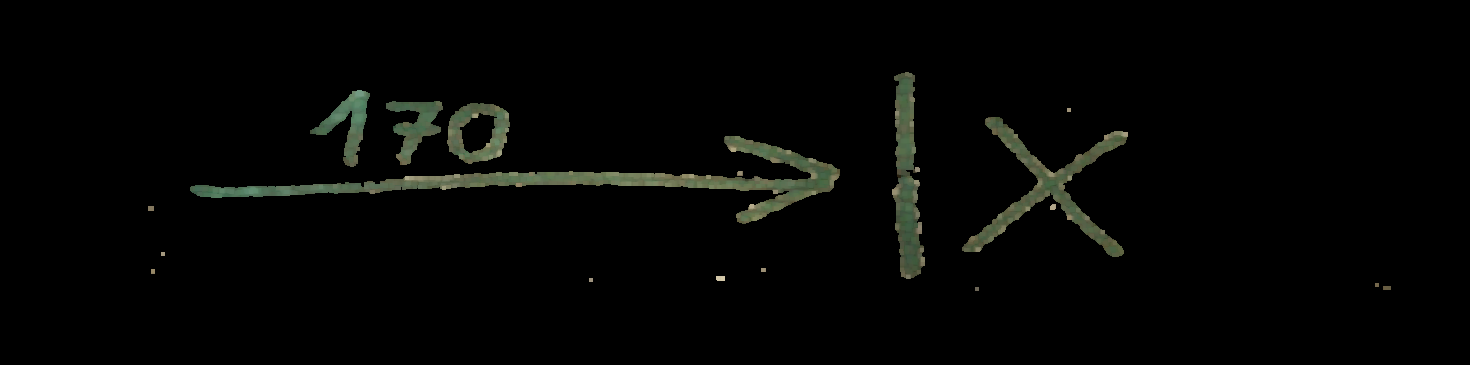 170
→ | X